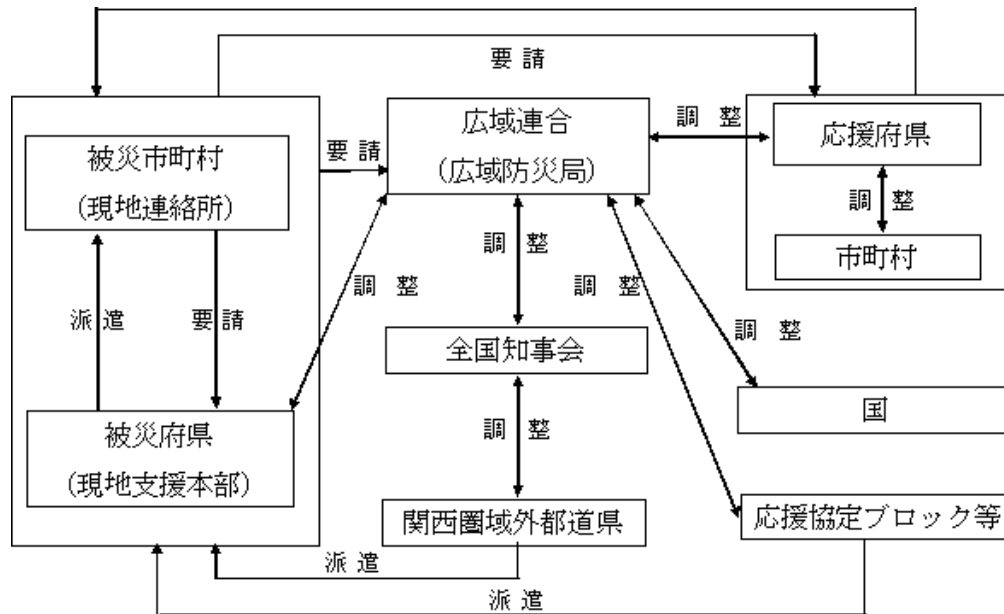 要請
広域連合
(広域防災局)
調整
応援府県
被災市町村
(現地連絡所)
要請
調整
市町村
調整
調整
調整
派遣
要請
調整
全国知事会
国
被災府県
(現地支援本部)
調整
関西圏域外都道県
応援協定ブロック等
派遣
派遣